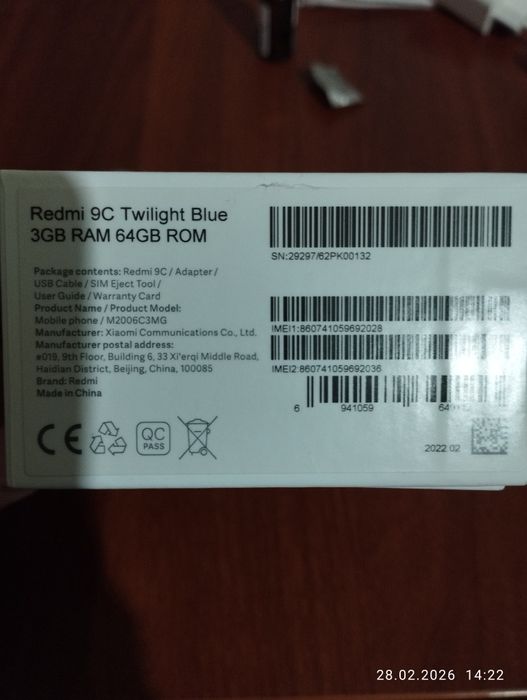 Redmi 9C Twilight Blue
3GB RAM 64GB ROM
Package contents: Redmi 9C / Adapter /
USB Cable / SIM Eject Tool /
User Guide / Warranty Card
Product Name / Product Model:
Mobile phone / M2006C3MG
Manufacturer: Xiaomi Communications Co., Ltd.
Manufacturer postal address:
#019, 9th Floor, Building 6, 33 Xi'erqi Middle Road,
Haidian District, Beijing, China, 100085
Brand: Redmi
Made in China
CE
QC
PASS
SN:29297/62PK00132
IMEI1:860741059692028
IMEI2:860741059692036
6 941059
2022 02
28.02.2026 14:22